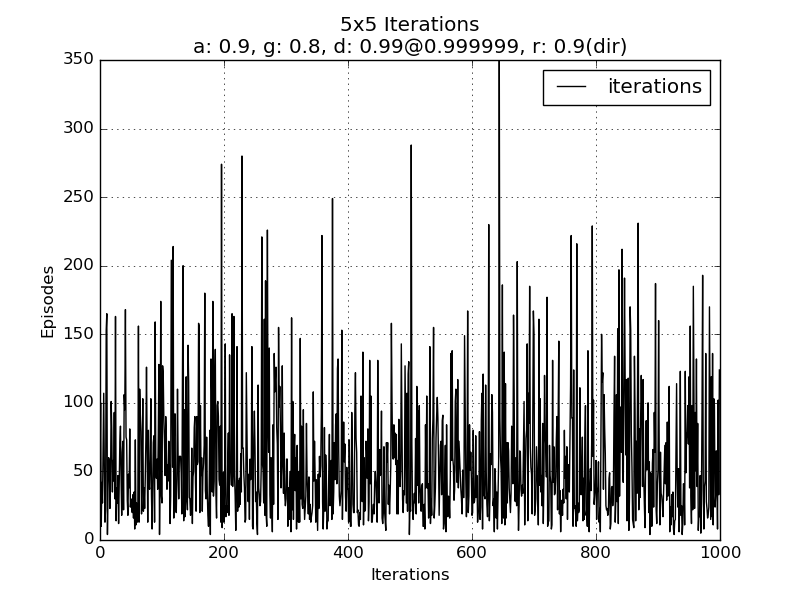 5x5 Iterations
a: 0.9, g: 0.8, d: 0.99@0.999999, r: 0.9(dir)
350
300
250
200
150
100
50
0
Episodes
iterations
0 200 400 600 800 1000
Iterations